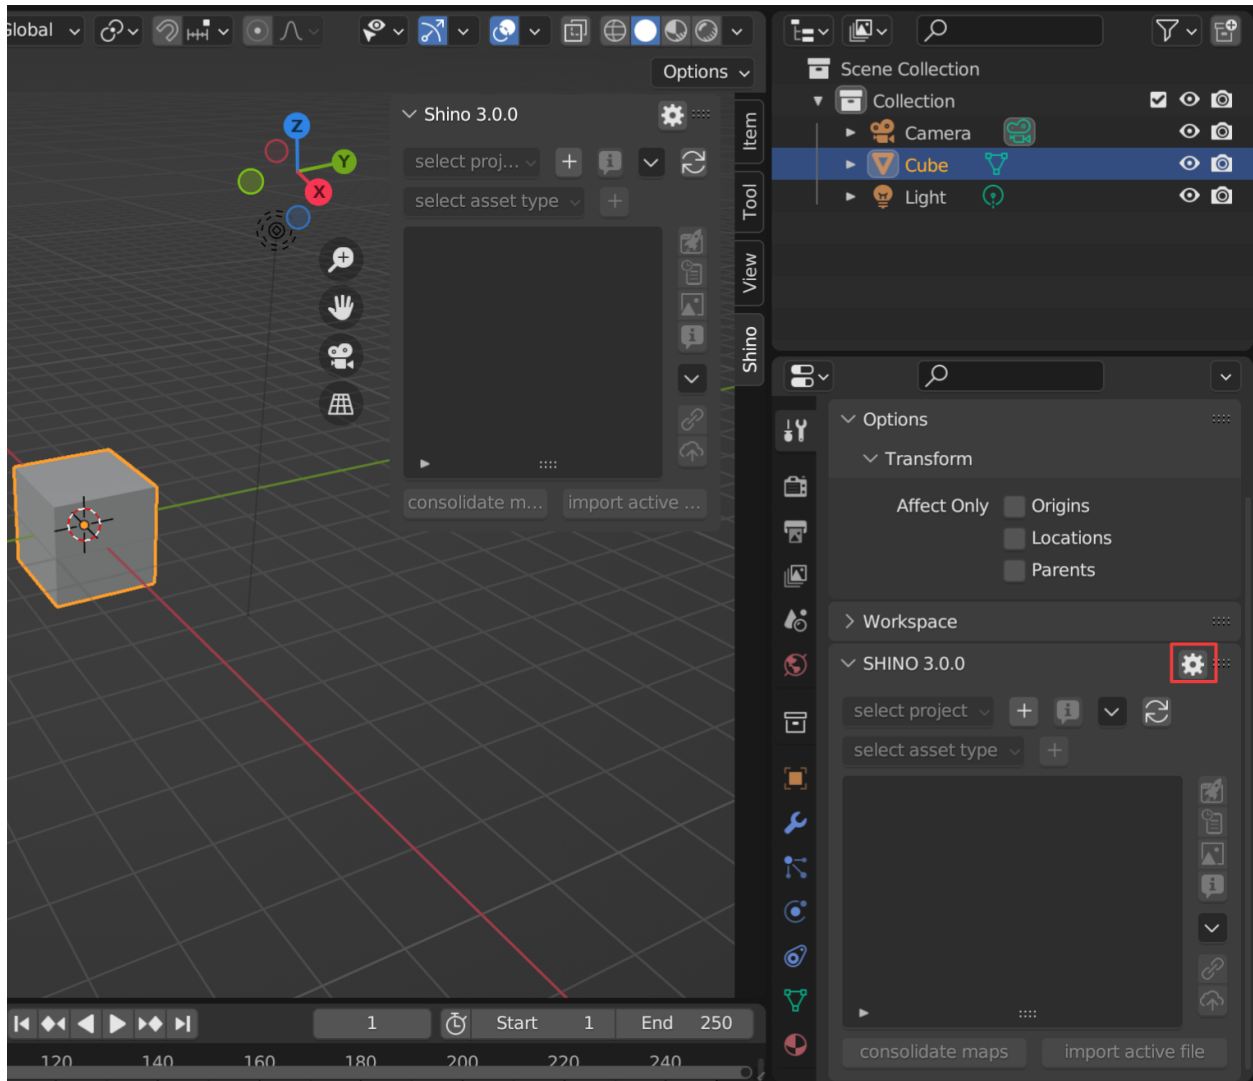 Global
Options
Shino 3.0.0
select proj...
select asset type
consolidate m...
import active ...
Item
Tool
View
Shino
Z
Y
X
Scene Collection
Collection
Camera
Cube
Light
Options
Transform
Affect Only
Origins
Locations
Parents
Workspace
SHINO 3.0.0
select project
select asset type
consolidate maps
import active file
1
Start 1
End 250
120 140 160 180 200 220 240